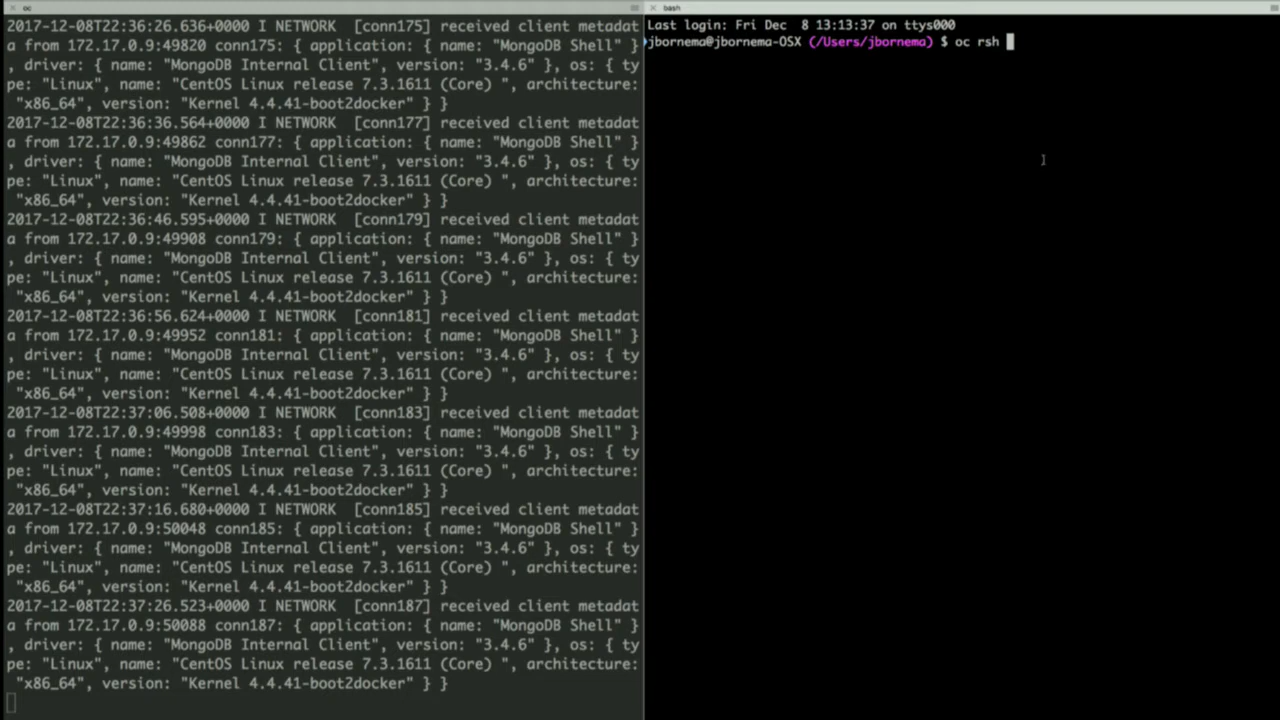 oc
2017-12-08T22:36:26.636+0000 I NETWORK  [conn175] received client metadat
a from 172.17.0.9:49820 conn175: { application: { name: "MongoDB Shell" }
, driver: { name: "MongoDB Internal Client", version: "3.4.6" }, os: { ty
pe: "Linux", name: "CentOS Linux release 7.3.1611 (Core) ", architecture:
 "x86_64", version: "Kernel 4.4.41-boot2docker" } }
2017-12-08T22:36:36.564+0000 I NETWORK  [conn177] received client metadat
a from 172.17.0.9:49862 conn177: { application: { name: "MongoDB Shell" }
, driver: { name: "MongoDB Internal Client", version: "3.4.6" }, os: { ty
pe: "Linux", name: "CentOS Linux release 7.3.1611 (Core) ", architecture:
 "x86_64", version: "Kernel 4.4.41-boot2docker" } }
2017-12-08T22:36:46.595+0000 I NETWORK  [conn179] received client metadat
a from 172.17.0.9:49908 conn179: { application: { name: "MongoDB Shell" }
, driver: { name: "MongoDB Internal Client", version: "3.4.6" }, os: { ty
pe: "Linux", name: "CentOS Linux release 7.3.1611 (Core) ", architecture:
 "x86_64", version: "Kernel 4.4.41-boot2docker" } }
2017-12-08T22:36:56.624+0000 I NETWORK  [conn181] received client metadat
a from 172.17.0.9:49952 conn181: { application: { name: "MongoDB Shell" }
, driver: { name: "MongoDB Internal Client", version: "3.4.6" }, os: { ty
pe: "Linux", name: "CentOS Linux release 7.3.1611 (Core) ", architecture:
 "x86_64", version: "Kernel 4.4.41-boot2docker" } }
2017-12-08T22:37:06.508+0000 I NETWORK  [conn183] received client metadat
a from 172.17.0.9:49998 conn183: { application: { name: "MongoDB Shell" }
, driver: { name: "MongoDB Internal Client", version: "3.4.6" }, os: { ty
pe: "Linux", name: "CentOS Linux release 7.3.1611 (Core) ", architecture:
 "x86_64", version: "Kernel 4.4.41-boot2docker" } }
2017-12-08T22:37:16.680+0000 I NETWORK  [conn185] received client metadat
a from 172.17.0.9:50048 conn185: { application: { name: "MongoDB Shell" }
, driver: { name: "MongoDB Internal Client", version: "3.4.6" }, os: { ty
pe: "Linux", name: "CentOS Linux release 7.3.1611 (Core) ", architecture:
 "x86_64", version: "Kernel 4.4.41-boot2docker" } }
2017-12-08T22:37:26.523+0000 I NETWORK  [conn187] received client metadat
a from 172.17.0.9:50088 conn187: { application: { name: "MongoDB Shell" }
, driver: { name: "MongoDB Internal Client", version: "3.4.6" }, os: { ty
pe: "Linux", name: "CentOS Linux release 7.3.1611 (Core) ", architecture:
 "x86_64", version: "Kernel 4.4.41-boot2docker" } }
bash
Last login: Fri Dec  8 13:13:37 on ttys000
jbornema@jbornema-OSX (/Users/jbornema) $ oc rsh